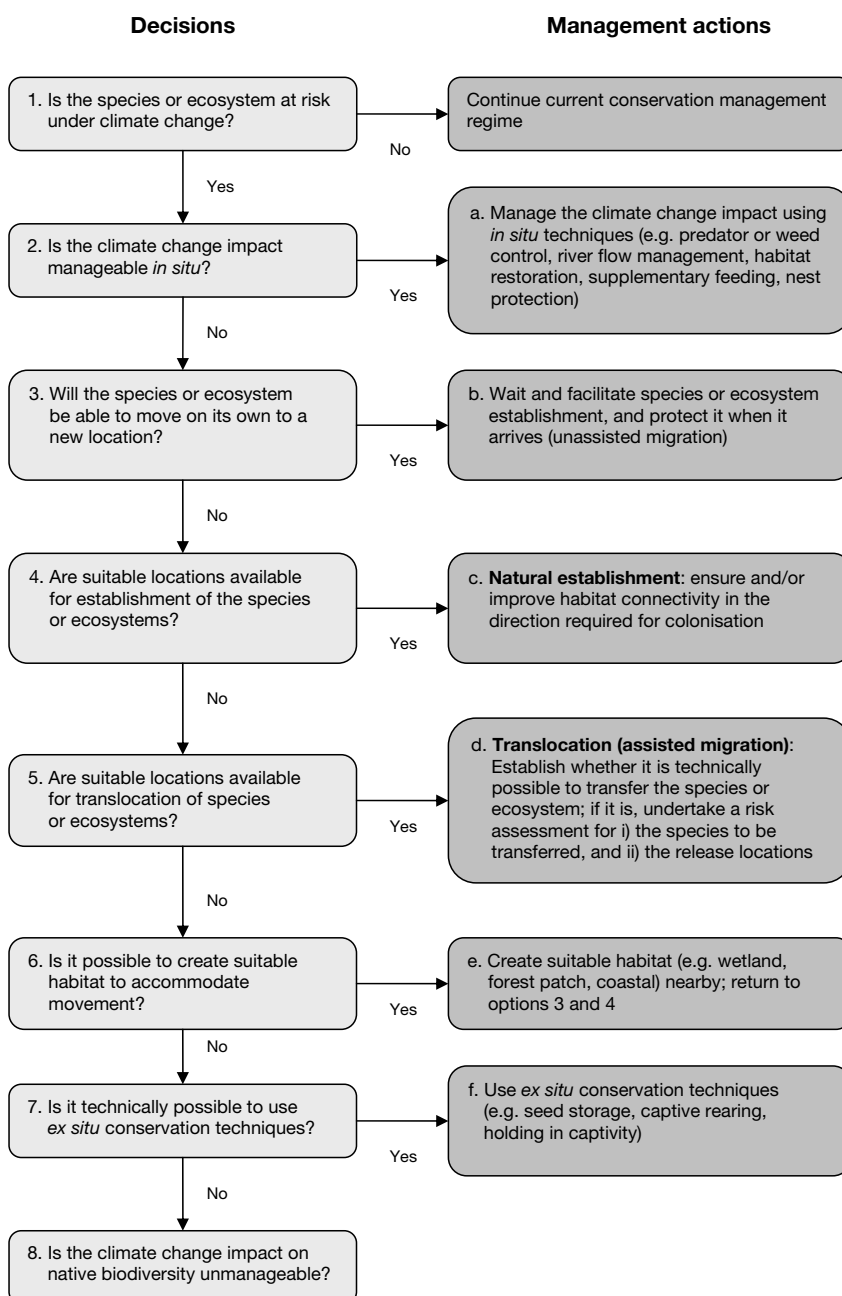 Decisions
Management actions
1. Is the species or ecosystem at risk
under climate change?
No
Continue current conservation management
regime
Yes
2. Is the climate change impact
manageable in situ?
Yes
a. Manage the climate change impact using
in situ techniques (e.g. predator or weed
control, river flow management, habitat
restoration, supplementary feeding, nest
protection)
No
3. Will the species or ecosystem
be able to move on its own to a
new location?
Yes
b. Wait and facilitate species or ecosystem
establishment, and protect it when it
arrives (unassisted migration)
No
4. Are suitable locations available
for establishment of the species
or ecosystems?
Yes
c. Natural establishment: ensure and/or
improve habitat connectivity in the
direction required for colonisation
No
5. Are suitable locations available
for translocation of species
or ecosystems?
Yes
d. Translocation (assisted migration):
Establish whether it is technically
possible to transfer the species or
ecosystem; if it is, undertake a risk
assessment for i) the species to be
transferred, and ii) the release locations
No
6. Is it possible to create suitable
habitat to accommodate
movement?
Yes
e. Create suitable habitat (e.g. wetland,
forest patch, coastal) nearby; return to
options 3 and 4
No
7. Is it technically possible to use
ex situ conservation techniques?
Yes
f. Use ex situ conservation techniques
(e.g. seed storage, captive rearing,
holding in captivity)
No
8. Is the climate change impact on
native biodiversity unmanageable?